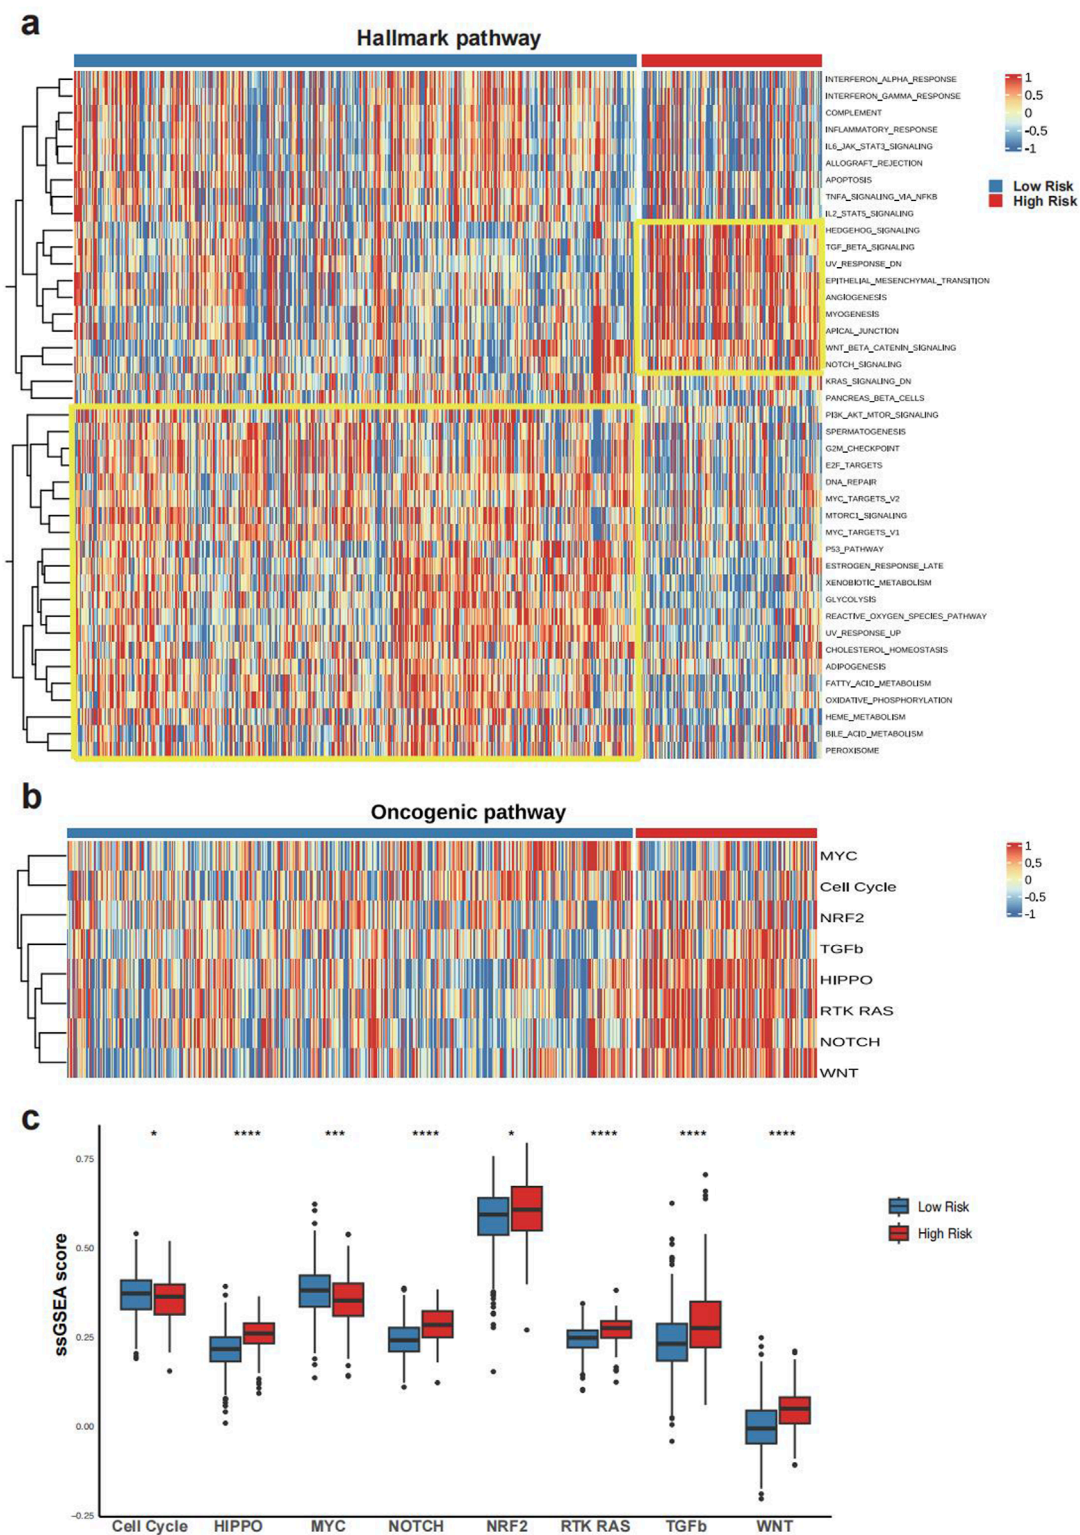 a
Hallmark pathway
INTERFERON_ALPHA_RESPONSE
INTERFERON_GAMMA_RESPONSE
COMPLEMENT
INFLAMMATORY_RESPONSE
IL6_JAK_STAT3_SIGNALING
ALLOGRAFT_REJECTION
APOPTOSIS
TNFA_SIGNALING_VIA_NFKB
IL2_STAT5_SIGNALING
HEDGEHOG_SIGNALING
TGF_BETA_SIGNALING
UV_RESPONSE_DN
EPITHELIAL_MESENCHYMAL_TRANSITION
ANGIOGENESIS
MYOGENESIS
APICAL_JUNCTION
WNT_BETA_CATENIN_SIGNALING
NOTCH_SIGNALING
KRAS_SIGNALING_DN
PANCREAS_BETA_CELLS
PI3K_AKT_MTOR_SIGNALING
SPERMATOGENESIS
G2M_CHECKPOINT
E2F_TARGETS
DNA_REPAIR
MYC_TARGETS_V2
MTORC1_SIGNALING
MYC_TARGETS_V1
P53_PATHWAY
ESTROGEN_RESPONSE_LATE
XENOBIOTIC_METABOLISM
GLYCOLYSIS
REACTIVE_OXYGEN_SPECIES_PATHWAY
UV_RESPONSE_UP
CHOLESTEROL_HOMEOSTASIS
ADIPOGENESIS
FATTY_ACID_METABOLISM
OXIDATIVE_PHOSPHORYLATION
HEME_METABOLISM
BILE_ACID_METABOLISM
PEROXISOME
1
0.5
0
-0.5
-1
Low Risk
High Risk
b
Oncogenic pathway
MYC
Cell Cycle
NRF2
TGFb
HIPPO
RTK RAS
NOTCH
WNT
1
0.5
0
-0.5
-1
c
* **** *** **** * **** **** ****
ssGSEA score
0.75
0.50
0.25
0.00
−0.25
Cell Cycle HIPPO MYC NOTCH NRF2 RTK RAS TGFb WNT
Low Risk
High Risk